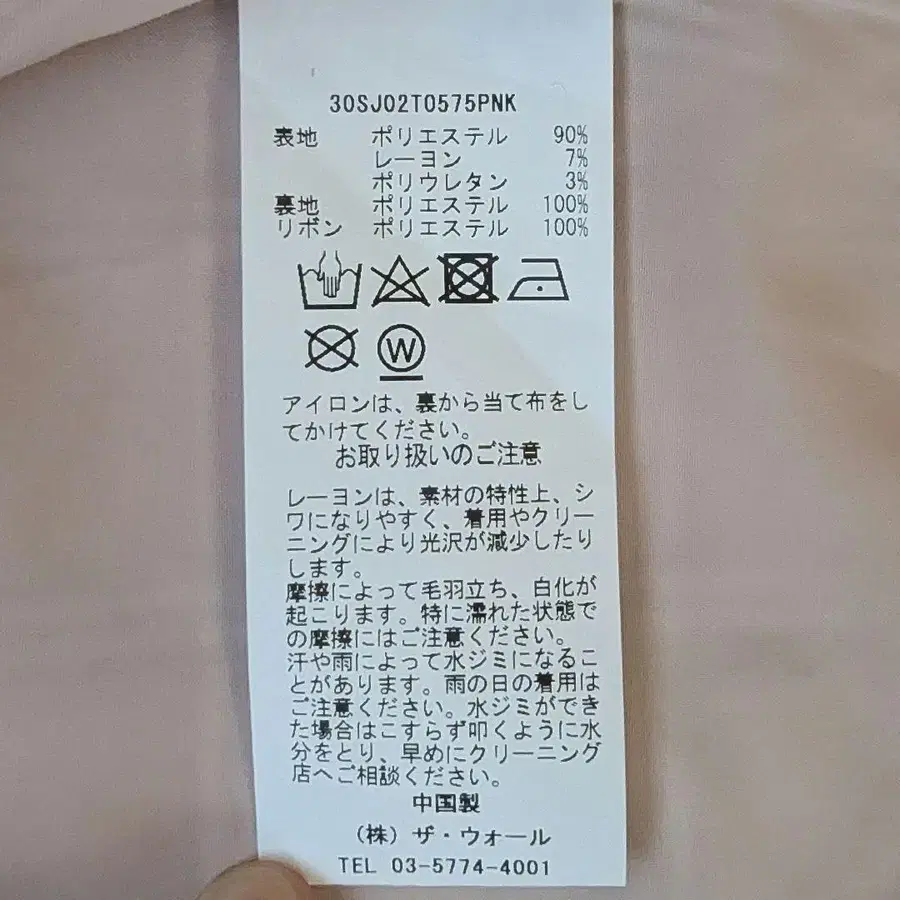 30SJ02T0575PNK
表地 ポリエステル 90%
レーヨン 7%
ポリウレタン 3%
裏地 ポリエステル 100%
リボン ポリエステル 100%
W
アイロンは、裏から当て布をし
てかけてください。
お取り扱いのご注意
レーヨンは、素材の特性上、シ
ワになりやすく、着用やクリー
ニングにより光沢が減少したり
します。
摩擦によって毛羽立ち、白化が
起こります。特に濡れた状態で
の摩擦にはご注意ください。
汗や雨によって水ジミになるこ
とがあります。雨の日の着用は
ご注意ください。水ジミができ
た場合はこすらず叩くように水
分をとり、早めにクリーニング
店へご相談ください。
中国製
(株) ザ・ウォール
TEL 03-5774-4001